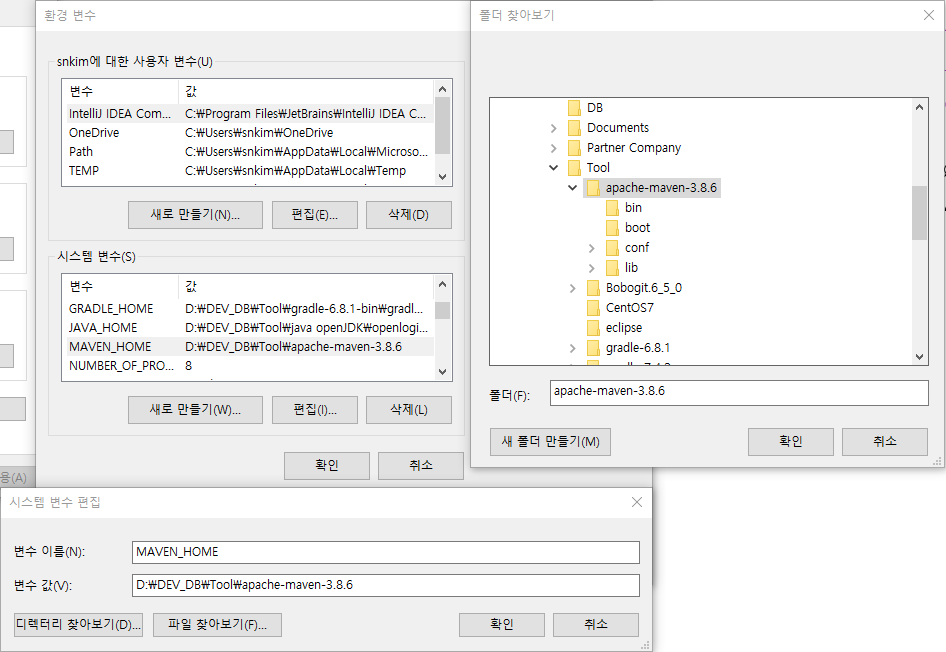 환경 변수
snkim에 대한 사용자 변수(U)
변수 값
IntelliJ IDEA Com... C:₩Program Files₩JetBrains₩IntelliJ IDEA C...
OneDrive C:₩Users₩snkim₩OneDrive
Path C:₩Users₩snkim₩AppData₩Local₩Microso...
TEMP C:₩Users₩snkim₩AppData₩Local₩Temp
새로 만들기(N)... 편집(E)... 삭제(D)
시스템 변수(S)
변수 값
GRADLE_HOME D:₩DEV_DB₩Tool₩gradle-6.8.1-bin₩gradl...
JAVA_HOME D:₩DEV_DB₩Tool₩java openJDK₩openlogi...
MAVEN_HOME D:₩DEV_DB₩Tool₩apache-maven-3.8.6
NUMBER_OF_PRO... 8
새로 만들기(W)... 편집(I)... 삭제(L)
확인 취소
폴더 찾아보기
DB
Documents
Partner Company
Tool
apache-maven-3.8.6
bin
boot
conf
lib
Bobogit.6_5_0
CentOS7
eclipse
gradle-6.8.1
폴더(F): apache-maven-3.8.6
새 폴더 만들기(M) 확인 취소
용(A)
시스템 변수 편집
변수 이름(N): MAVEN_HOME
변수 값(V): D:₩DEV_DB₩Tool₩apache-maven-3.8.6
디렉터리 찾아보기(D)... 파일 찾아보기(F)... 확인 취소